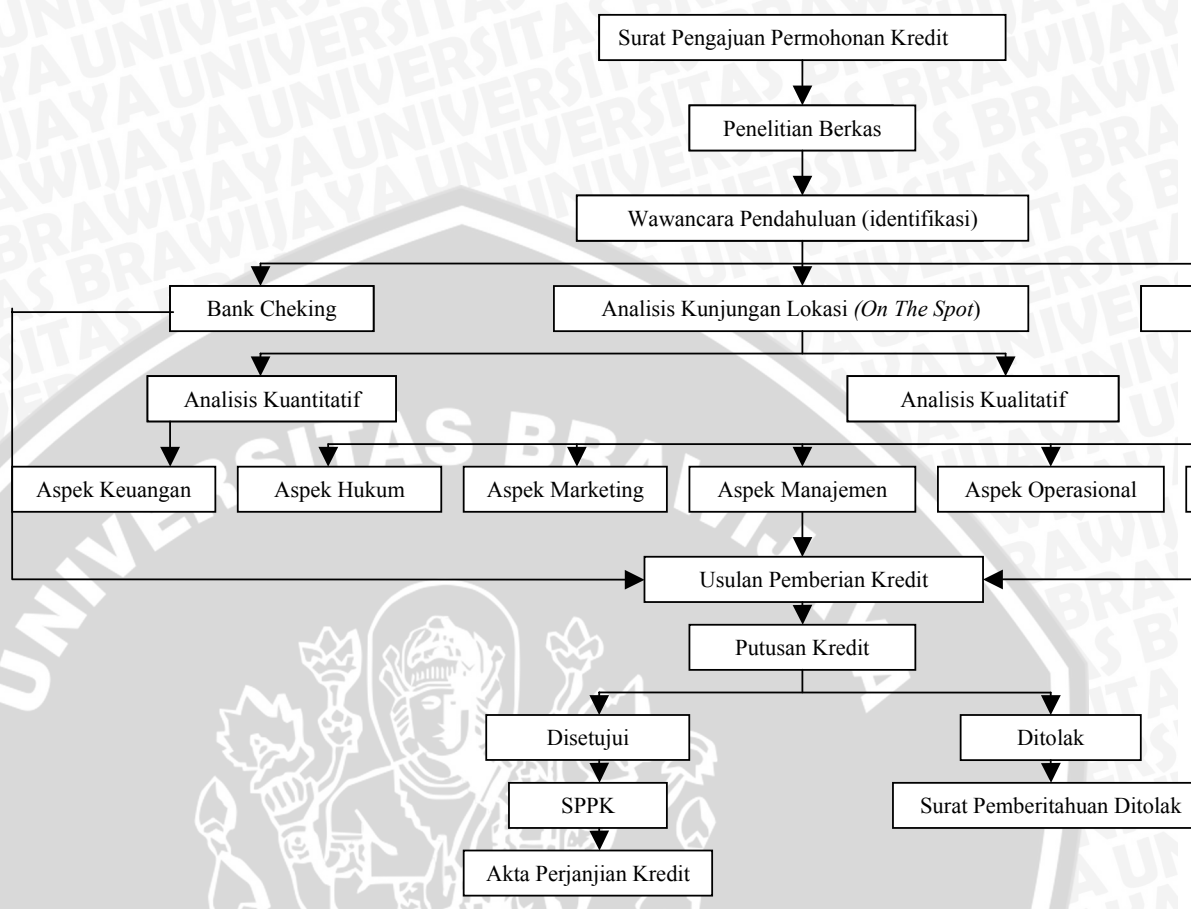 Surat Pengajuan Permohonan Kredit
Penelitian Berkas
Wawancara Pendahuluan (identifikasi)
Bank Cheking
Analisis Kunjungan Lokasi (On The Spot)
Analisis Kuantitatif
Analisis Kualitatif
Aspek Keuangan
Aspek Hukum
Aspek Marketing
Aspek Manajemen
Aspek Operasional
Usulan Pemberian Kredit
Putusan Kredit
Disetujui
Ditolak
SPPK
Surat Pemberitahuan Ditolak
Akta Perjanjian Kredit
UNIVERSITAS BRAWIJAYA